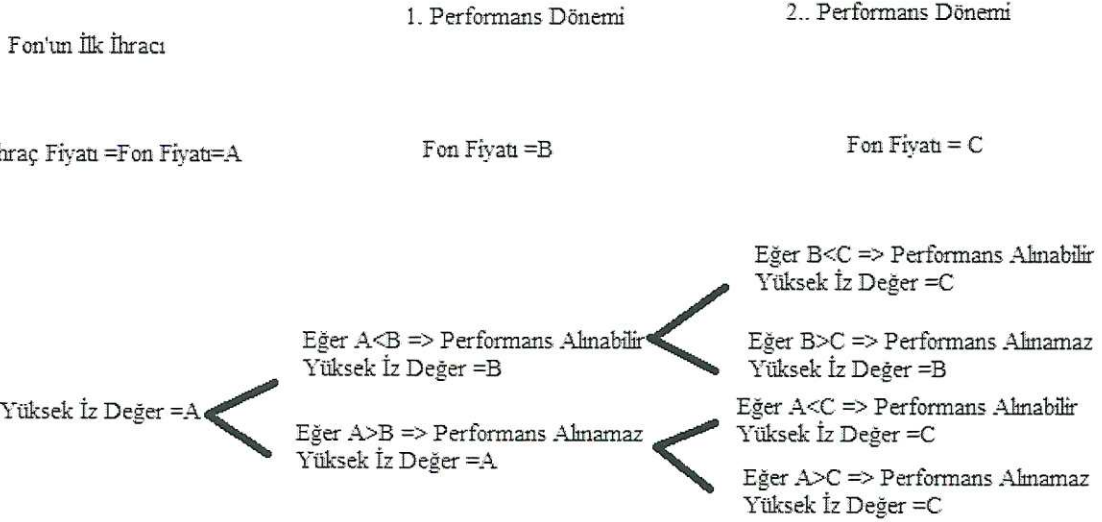 1. Performans Dönemi
2.. Performans Dönemi
Fon'un İlk İhracı
hraç Fiyatı =Fon Fiyatı=A
Fon Fiyatı =B
Fon Fiyatı = C
Eğer B<C => Performans Alınabilir
Yüksek İz Değer =C
Eğer A<B => Performans Alınabilir
Yüksek İz Değer =B
Eğer B>C => Performans Alınamaz
Yüksek İz Değer =B
Yüksek İz Değer =A
Eğer A>B => Performans Alınamaz
Yüksek İz Değer =A
Eğer A<C => Performans Alınabilir
Yüksek İz Değer =C
Eğer A>C => Performans Alınamaz
Yüksek İz Değer =C